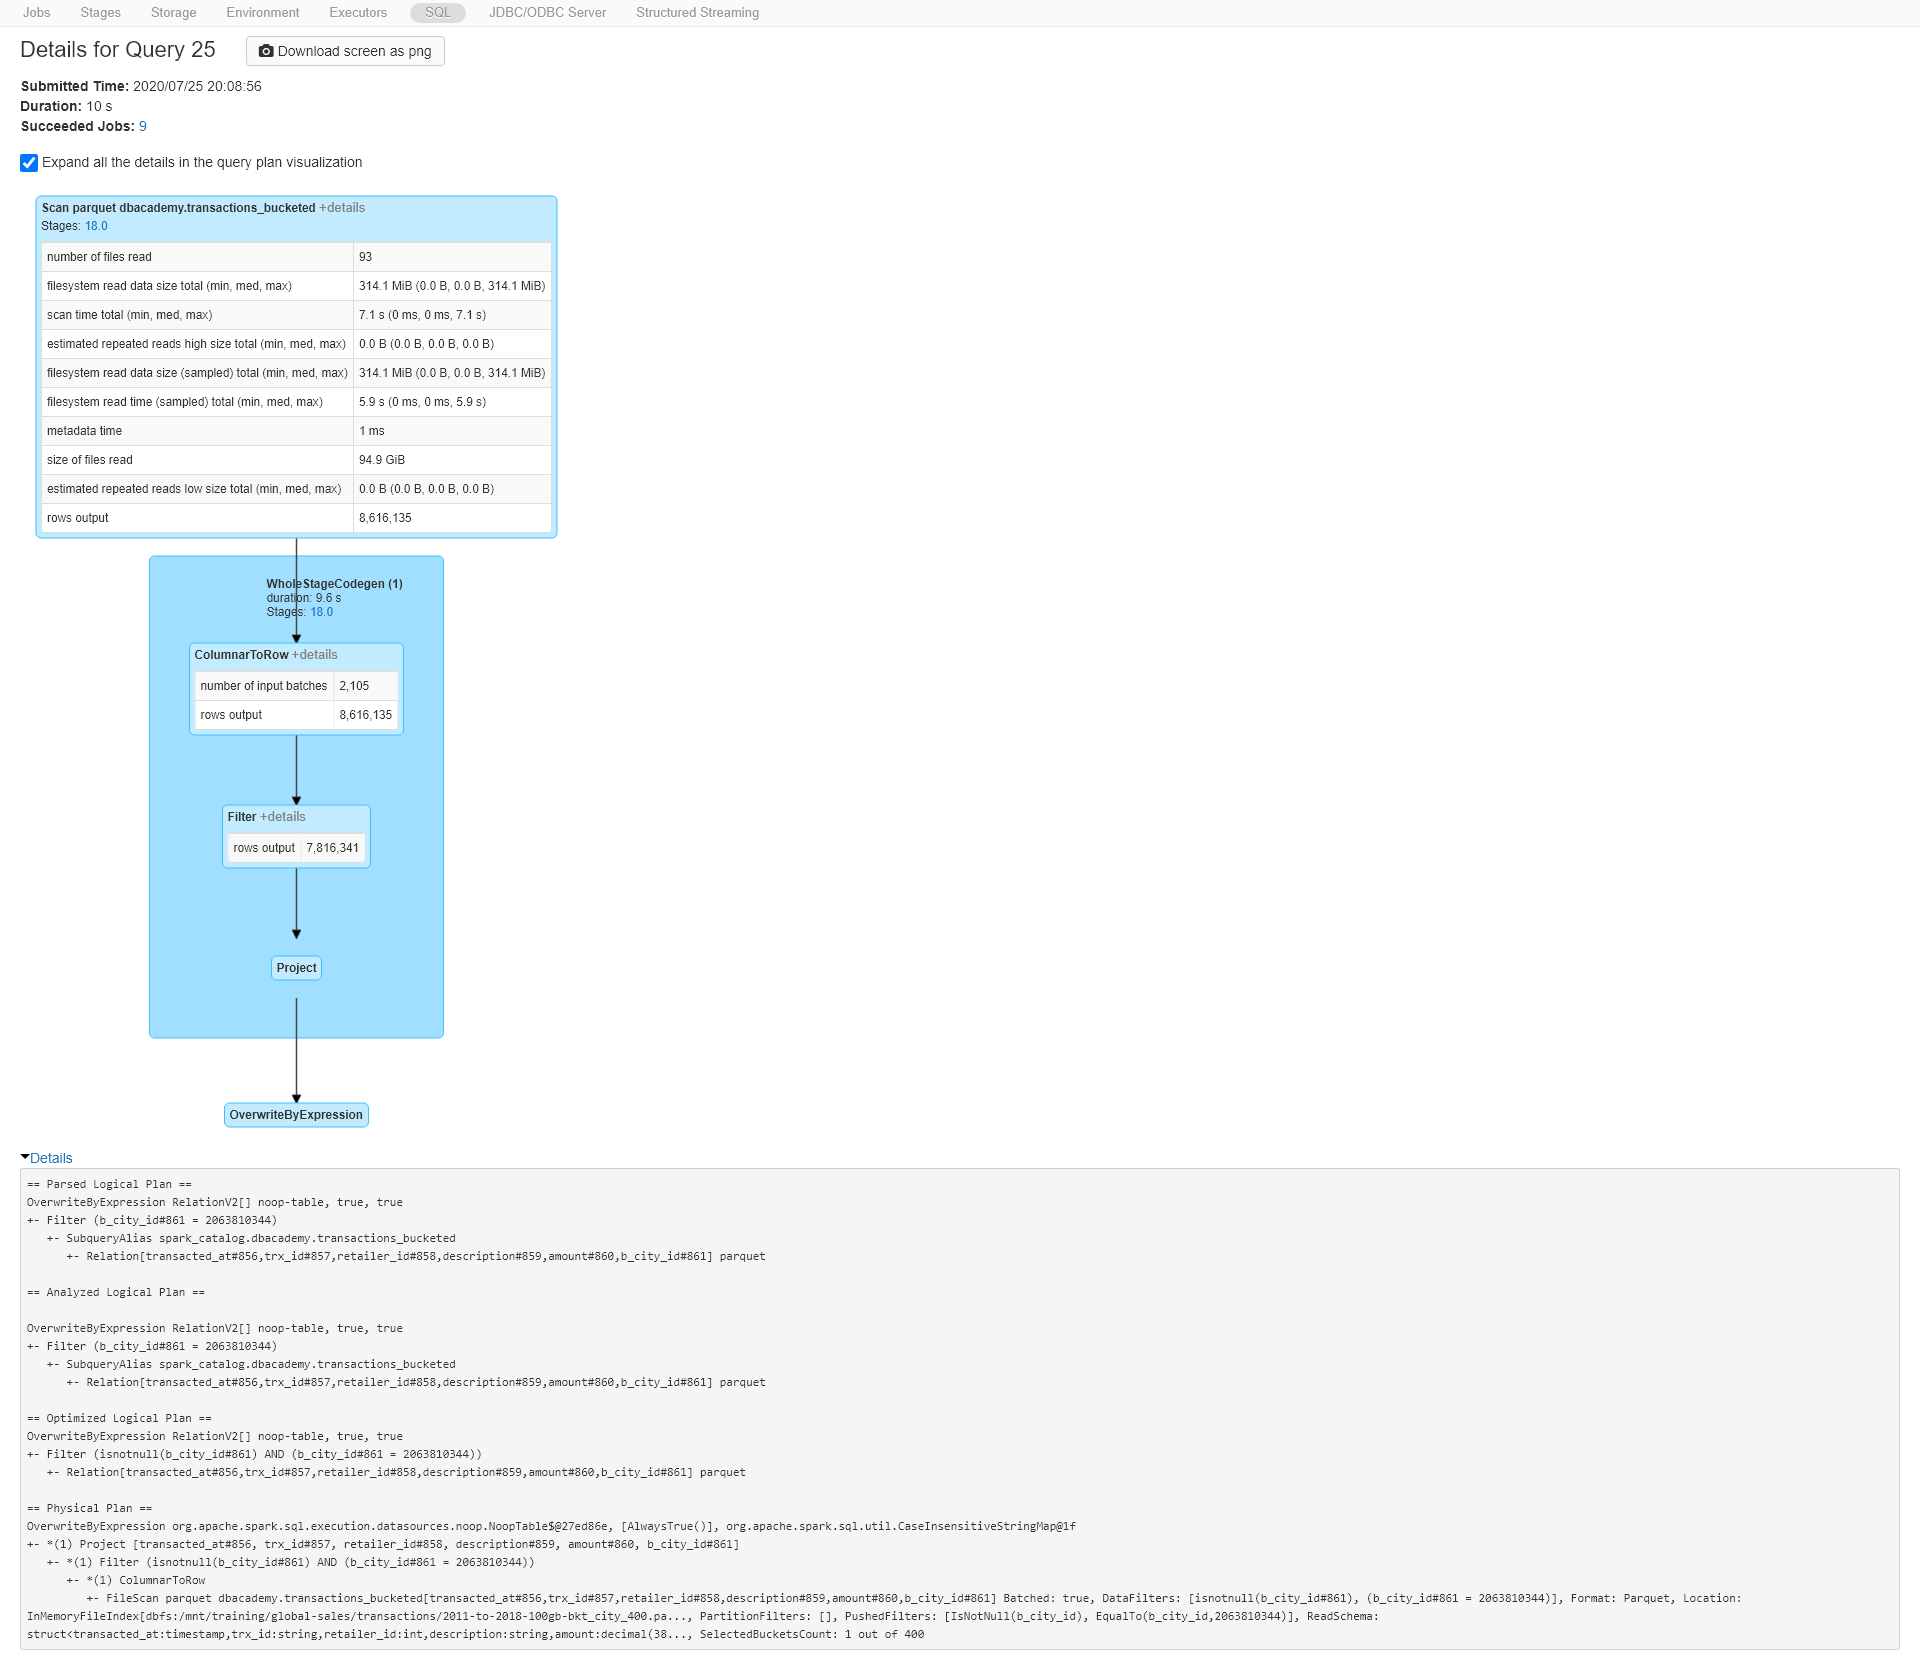 Jobs Stages Storage Environment Executors SQL JDBC/ODBC Server Structured Streaming
Details for Query 25 Download screen as png
Submitted Time: 2020/07/25 20:08:56
Duration: 10 s
Succeeded Jobs: 9
Expand all the details in the query plan visualization
Scan parquet dbacademy.transactions_bucketed +details
Stages: 18.0
number of files read 93
filesystem read data size total (min, med, max) 314.1 MiB (0.0 B, 0.0 B, 314.1 MiB)
scan time total (min, med, max) 7.1 s (0 ms, 0 ms, 7.1 s)
estimated repeated reads high size total (min, med, max) 0.0 B (0.0 B, 0.0 B, 0.0 B)
filesystem read data size (sampled) total (min, med, max) 314.1 MiB (0.0 B, 0.0 B, 314.1 MiB)
filesystem read time (sampled) total (min, med, max) 5.9 s (0 ms, 0 ms, 5.9 s)
metadata time 1 ms
size of files read 94.9 GiB
estimated repeated reads low size total (min, med, max) 0.0 B (0.0 B, 0.0 B, 0.0 B)
rows output 8,616,135
WholeStageCodegen (1)
duration: 9.6 s
Stages: 18.0
ColumnarToRow +details
number of input batches 2,105
rows output 8,616,135
Filter +details
rows output 7,816,341
Project
OverwriteByExpression
Details
== Parsed Logical Plan ==
OverwriteByExpression RelationV2[] noop-table, true, true
+- Filter (b_city_id#861 = 2063810344)
+- SubqueryAlias spark_catalog.dbacademy.transactions_bucketed
+- Relation[transacted_at#856,trx_id#857,retailer_id#858,description#859,amount#860,b_city_id#861] parquet
== Analyzed Logical Plan ==
OverwriteByExpression RelationV2[] noop-table, true, true
+- Filter (b_city_id#861 = 2063810344)
+- SubqueryAlias spark_catalog.dbacademy.transactions_bucketed
+- Relation[transacted_at#856,trx_id#857,retailer_id#858,description#859,amount#860,b_city_id#861] parquet
== Optimized Logical Plan ==
OverwriteByExpression RelationV2[] noop-table, true, true
+- Filter (isnotnull(b_city_id#861) AND (b_city_id#861 = 2063810344))
+- Relation[transacted_at#856,trx_id#857,retailer_id#858,description#859,amount#860,b_city_id#861] parquet
== Physical Plan ==
OverwriteByExpression org.apache.spark.sql.execution.datasources.noop.NoopTable$@27ed86e, [AlwaysTrue()], org.apache.spark.sql.util.CaseInsensitiveStringMap@1f
+- *(1) Project [transacted_at#856, trx_id#857, retailer_id#858, description#859, amount#860, b_city_id#861]
+- *(1) Filter (isnotnull(b_city_id#861) AND (b_city_id#861 = 2063810344))
+- *(1) ColumnarToRow
+- FileScan parquet dbacademy.transactions_bucketed[transacted_at#856,trx_id#857,retailer_id#858,description#859,amount#860,b_city_id#861] Batched: true, DataFilters: [isnotnull(b_city_id#861), (b_city_id#861 = 2063810344)], Format: Parquet, Location:
InMemoryFileIndex[dbfs:/mnt/training/global-sales/transactions/2011-to-2018-100gb-bkt_city_400.pa..., PartitionFilters: [], PushedFilters: [IsNotNull(b_city_id), EqualTo(b_city_id,2063810344)], ReadSchema:
struct<transacted_at:timestamp,trx_id:string,retailer_id:int,description:string,amount:decimal(38..., SelectedBucketsCount: 1 out of 400